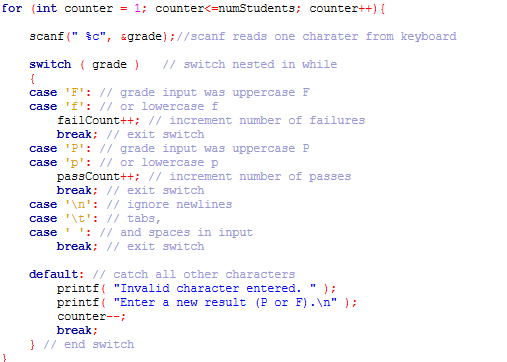 for (int counter = 1; counter<=numStudents; counter++){
scanf(" %c", &grade);//scanf reads one charater from keyboard
switch ( grade ) // switch nested in while
{
case 'F': // grade input was uppercase F
case 'f': // or lowercase f
failCount++; // increment number of failures
break; // exit switch
case 'P': // grade input was uppercase P
case 'p': // or lowercase p
passCount++; // increment number of passes
break; // exit switch
case '\n': // ignore newlines
case '\t': // tabs,
case ' ': // and spaces in input
break; // exit switch
default: // catch all other characters
printf( "Invalid character entered. " );
printf( "Enter a new result (P or F).\n" );
counter--;
break;
} // end switch
}